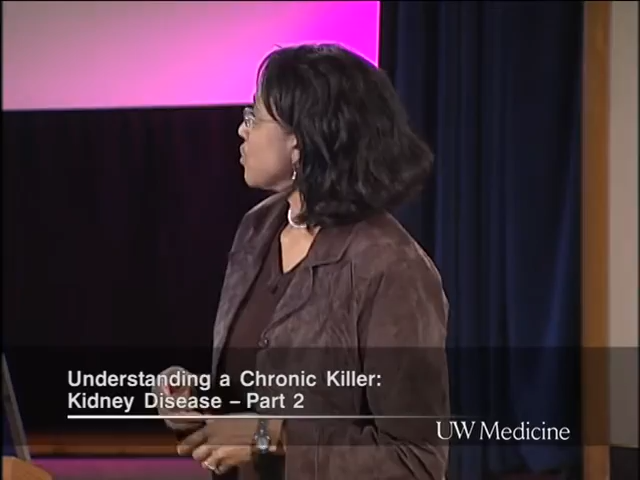 Understanding a Chronic Killer:
Kidney Disease – Part 2
UW Medicine